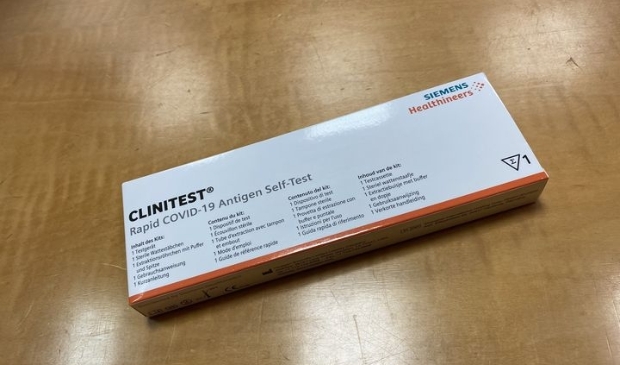 SIEMENS
Healthineers
CLINITEST®
Rapid COVID-19 Antigen Self-Test
1
Inhalt des Kits:
1 Testgerät
1 Sterile Wattestäbchen
1 Extraktionsröhrchen mit Puffer
und Spitze
1 Gebrauchsanweisung
1 Kurzanleitung
Contenu du kit:
1 Dispositif de test
1 Écouvillon stérile
1 Tube d'extraction avec tampon
et embout
1 Mode d'emploi
1 Guide de référence rapide
Contenuto del kit:
1 Dispositivo di test
1 Tampone sterile
1 Provetta di estrazione con
buffer e puntale
1 Istruzioni per l'uso
1 Guida rapida di riferimento
Inhoud van de kit:
1 Testcassette
1 Steriel wattenstaafje
1 Extractiebuisje met buffer
en dopje
1 Gebruiksaanwijzing
1 Verkorte handleiding
CE